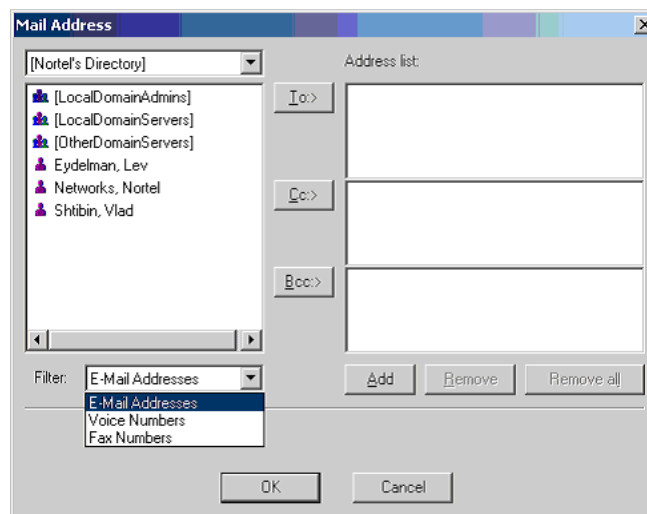 Mail Address
[Nortel's Directory]
Address list:
[LocalDomainAdmins]
[LocalDomainServers]
[OtherDomainServers]
Eydelman, Lev
Networks, Nortel
Shtibin, Vlad
To:>
Cc:>
Bcc:>
Filter:
E-Mail Addresses
E-Mail Addresses
Voice Numbers
Fax Numbers
Add
Remove
Remove all
OK
Cancel